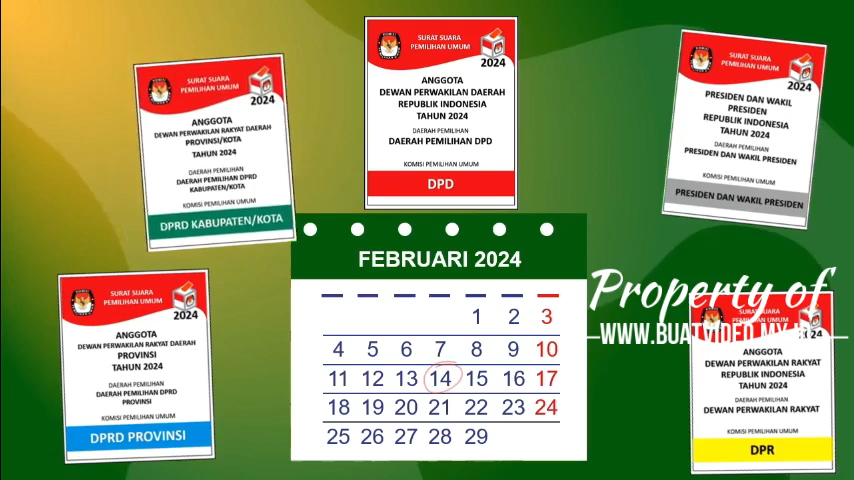 SURAT SUARA
PEMILIHAN UMUM
2024
ANGGOTA
DEWAN PERWAKILAN RAKYAT DAERAH
PROVINSI/KOTA
TAHUN 2024
DAERAH PEMILIHAN
DAERAH PEMILIHAN DPRD
KABUPATEN/KOTA
KOMISI PEMILIHAN UMUM
DPRD KABUPATEN/KOTA
SURAT SUARA
PEMILIHAN UMUM
2024
ANGGOTA
DEWAN PERWAKILAN DAERAH
REPUBLIK INDONESIA
TAHUN 2024
DAERAH PEMILIHAN
DAERAH PEMILIHAN DPD
KOMISI PEMILIHAN UMUM
DPD
SURAT SUARA
PEMILIHAN UMUM
2024
PRESIDEN DAN WAKIL
PRESIDEN
REPUBLIK INDONESIA
TAHUN 2024
DAERAH PEMILIHAN
PRESIDEN DAN WAKIL PRESIDEN
KOMISI PEMILIHAN UMUM
PRESIDEN DAN WAKIL PRESIDEN
SURAT SUARA
PEMILIHAN UMUM
2024
ANGGOTA
DEWAN PERWAKILAN RAKYAT DAERAH
PROVINSI
TAHUN 2024
DAERAH PEMILIHAN
DAERAH PEMILIHAN DPRD
PROVINSI
KOMISI PEMILIHAN UMUM
DPRD PROVINSI
FEBRUARI 2024
1 2 3
4 5 6 7 8 9 10
11 12 13 14 15 16 17
18 19 20 21 22 23 24
25 26 27 28 29
Property of
WWW.BUATVIDEO.MY.ID
PEMILIHAN UMUM
ANGGOTA
DEWAN PERWAKILAN RAKYAT
REPUBLIK INDONESIA
TAHUN 2024
DAERAH PEMILIHAN
DEWAN PERWAKILAN RAKYAT
KOMISI PEMILIHAN UMUM
DPR